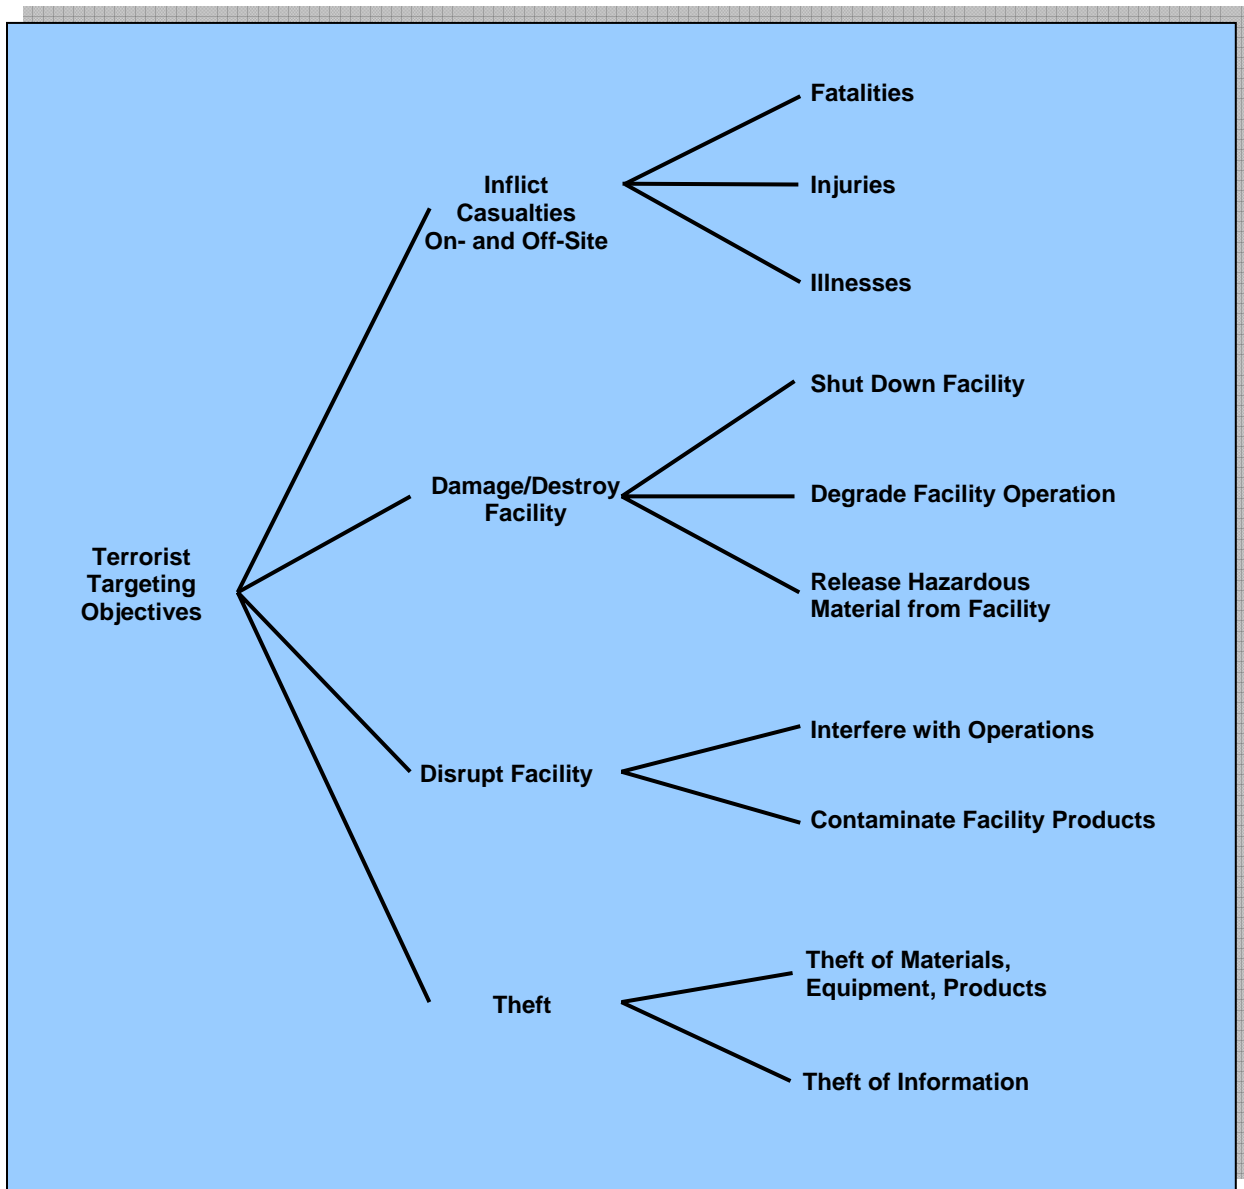 Terrorist
Targeting
Objectives
Inflict
Casualties
On- and Off-Site
Fatalities
Injuries
Illnesses
Damage/Destroy
Facility
Shut Down Facility
Degrade Facility Operation
Release Hazardous
Material from Facility
Disrupt Facility
Interfere with Operations
Contaminate Facility Products
Theft
Theft of Materials,
Equipment, Products
Theft of Information